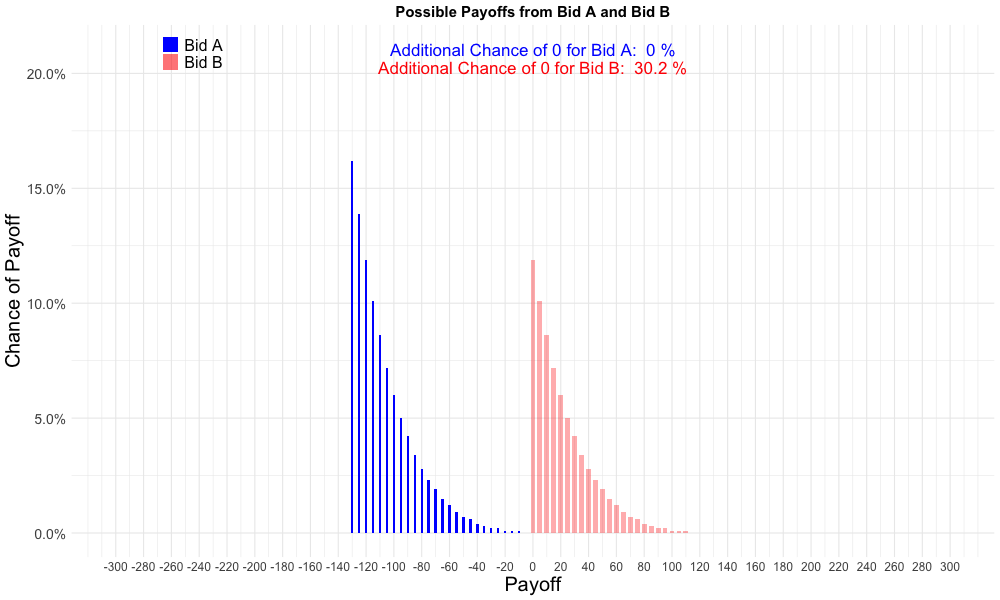 Possible Payoffs from Bid A and Bid B
Bid A
Bid B
Additional Chance of 0 for Bid A:  0 %
Additional Chance of 0 for Bid B:  30.2 %
Chance of Payoff
20.0%
15.0%
10.0%
5.0%
0.0%
-300 -280 -260 -240 -220 -200 -180 -160 -140 -120 -100 -80 -60 -40 -20 0 20 40 60 80 100 120 140 160 180 200 220 240 260 280 300
Payoff